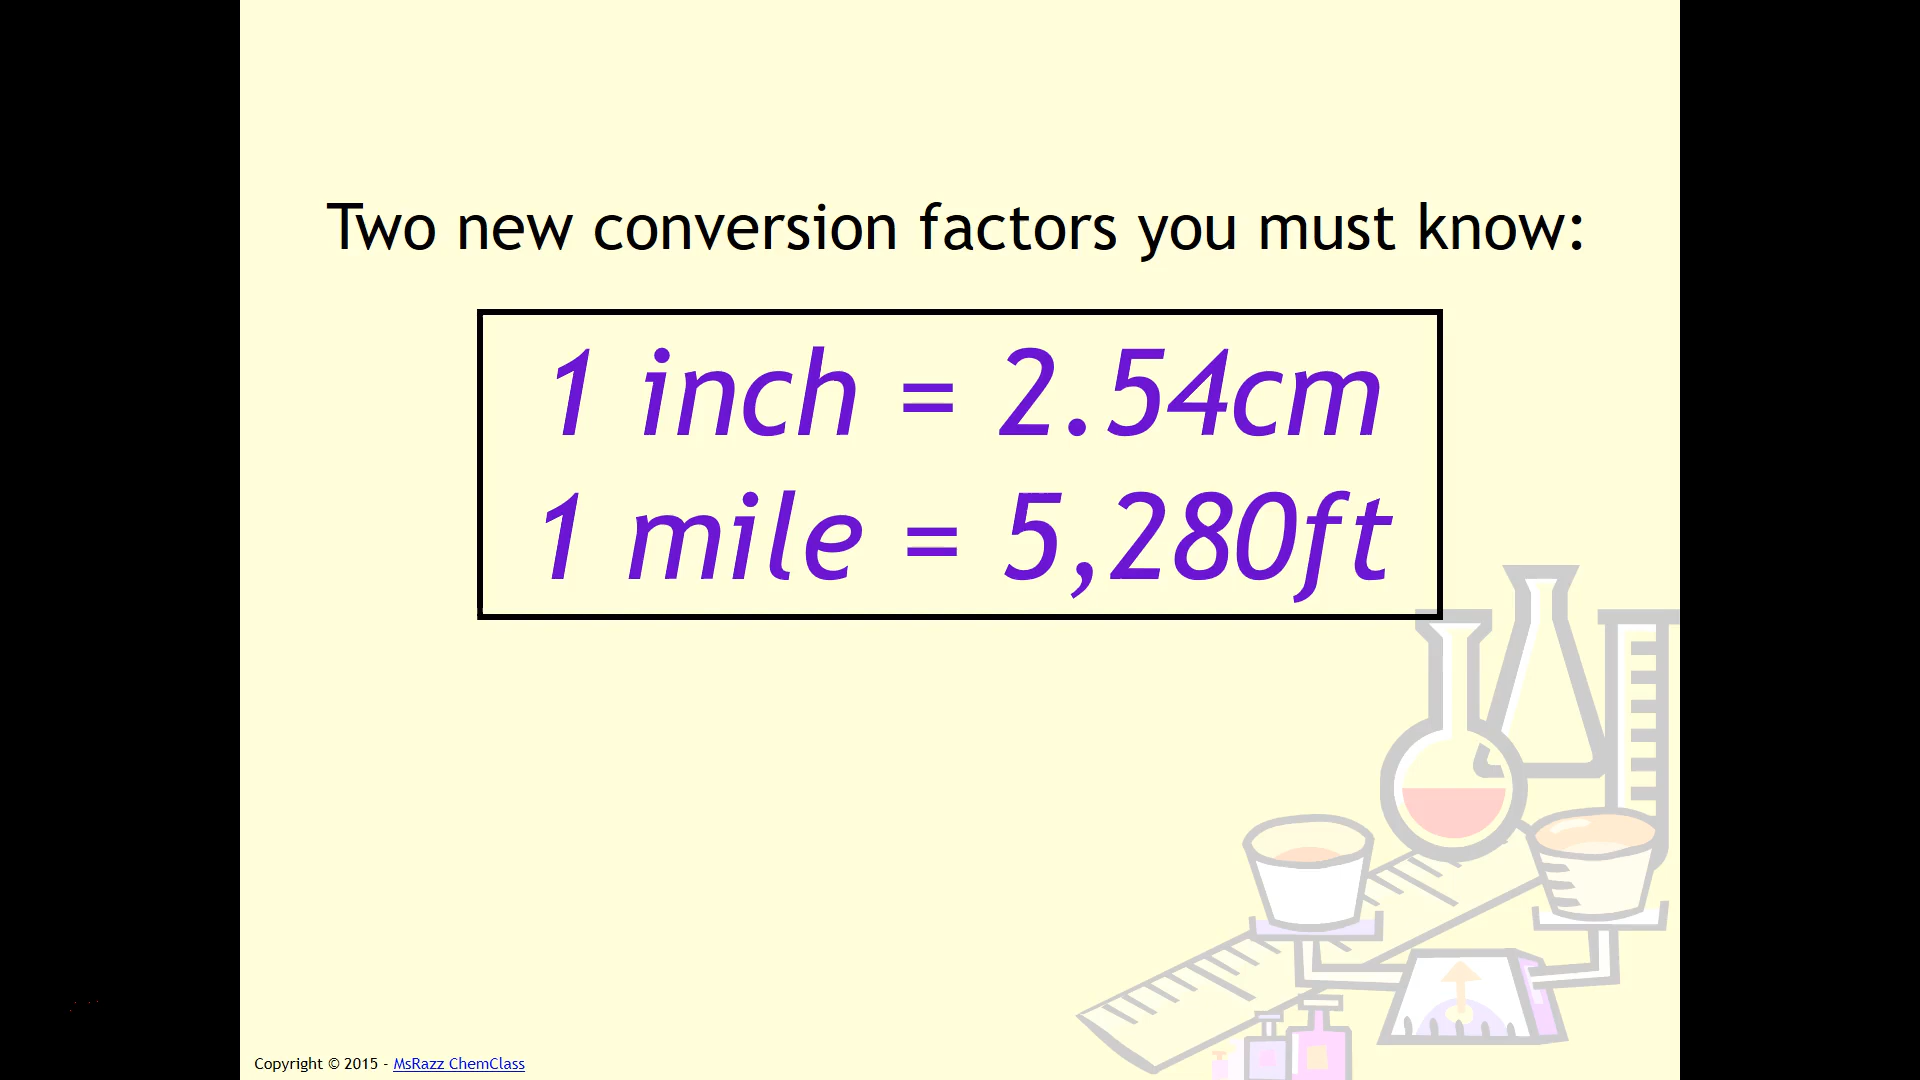 Two new conversion factors you must know:
1 inch = 2.54cm
1 mile = 5,280ft
Copyright © 2015 - MsRazz ChemClass